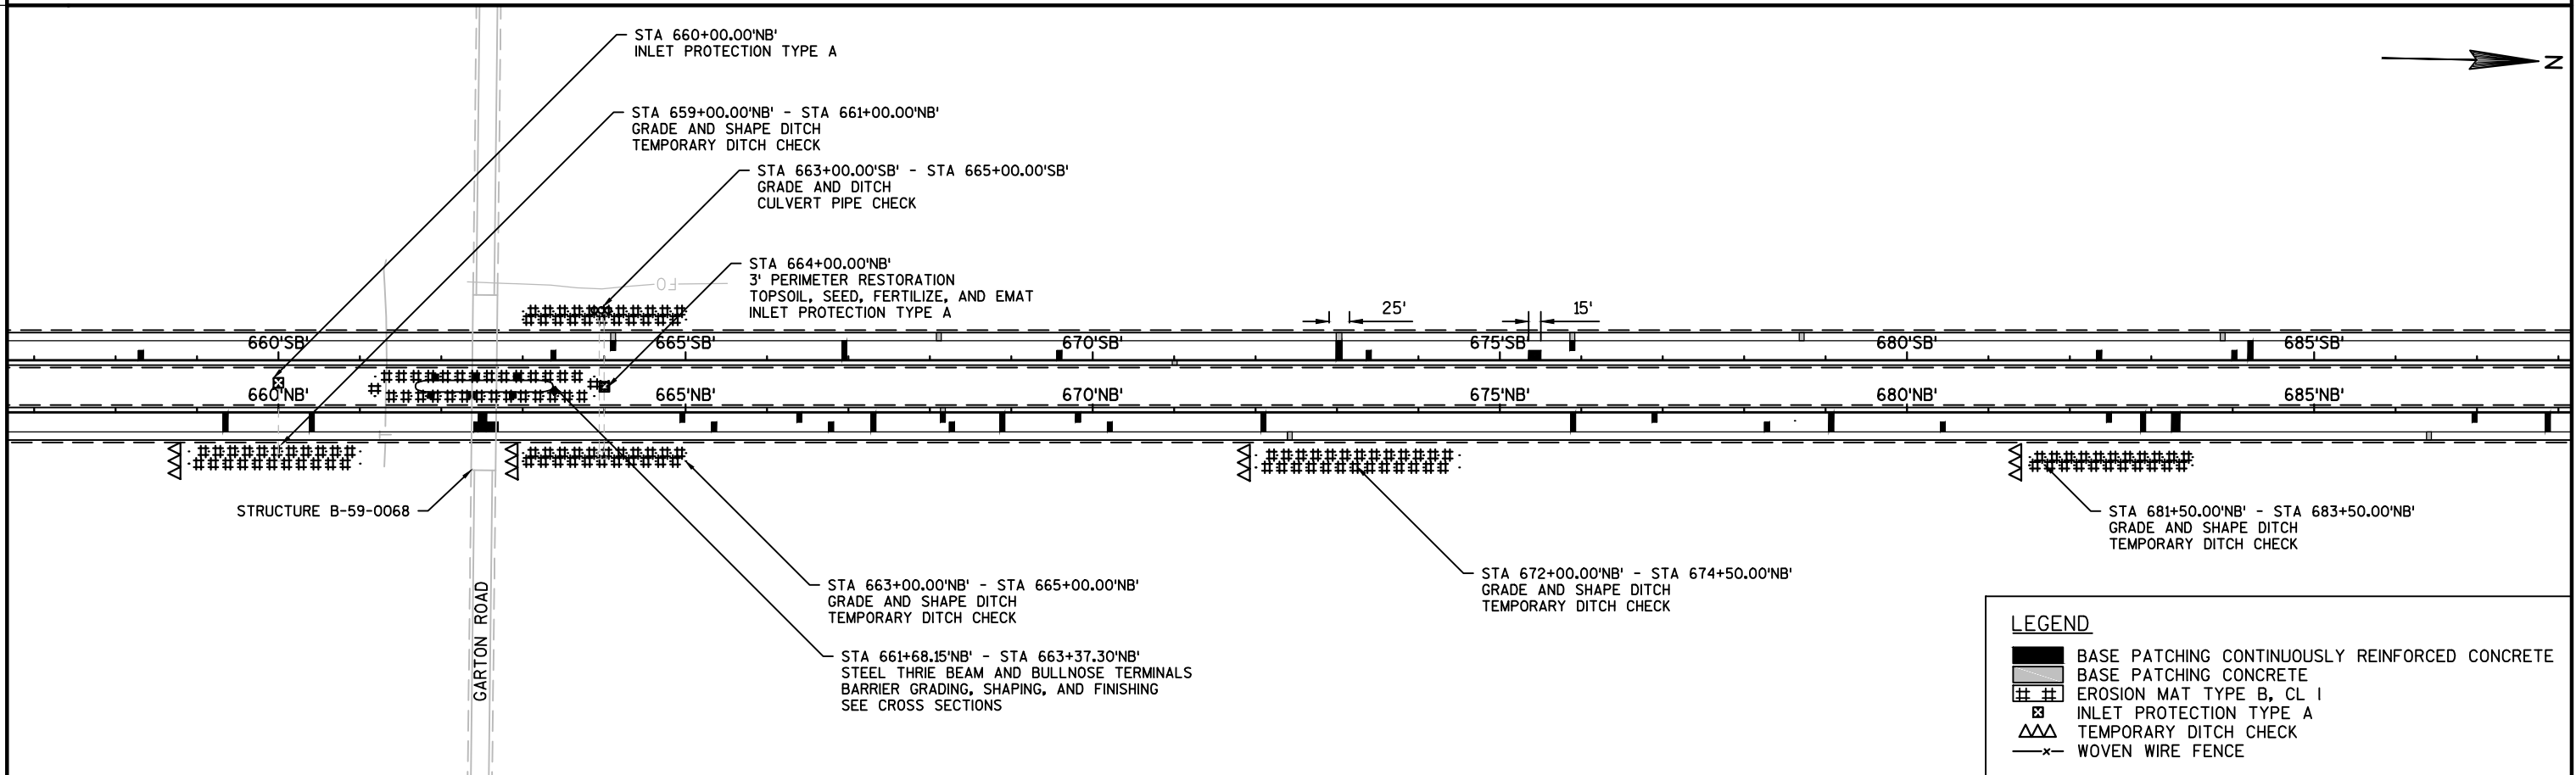 STA 660+00.00'NB'
INLET PROTECTION TYPE A
STA 659+00.00'NB' - STA 661+00.00'NB'
GRADE AND SHAPE DITCH
TEMPORARY DITCH CHECK
STA 663+00.00'SB' - STA 665+00.00'SB'
GRADE AND DITCH
CULVERT PIPE CHECK
STA 664+00.00'NB'
3' PERIMETER RESTORATION
TOPSOIL, SEED, FERTILIZE, AND EMAT
INLET PROTECTION TYPE A
N
FO
25'
15'
660'SB'
665'SB'
670'SB'
675'SB'
680'SB'
685'SB'
660'NB'
665'NB'
670'NB'
675'NB'
680'NB'
685'NB'
STRUCTURE B-59-0068
GARTON ROAD
STA 663+00.00'NB' - STA 665+00.00'NB'
GRADE AND SHAPE DITCH
TEMPORARY DITCH CHECK
STA 661+68.15'NB' - STA 663+37.30'NB'
STEEL THRIE BEAM AND BULLNOSE TERMINALS
BARRIER GRADING, SHAPING, AND FINISHING
SEE CROSS SECTIONS
STA 672+00.00'NB' - STA 674+50.00'NB'
GRADE AND SHAPE DITCH
TEMPORARY DITCH CHECK
STA 681+50.00'NB' - STA 683+50.00'NB'
GRADE AND SHAPE DITCH
TEMPORARY DITCH CHECK
LEGEND
BASE PATCHING CONTINUOUSLY REINFORCED CONCRETE
BASE PATCHING CONCRETE
EROSION MAT TYPE B, CL I
INLET PROTECTION TYPE A
TEMPORARY DITCH CHECK
WOVEN WIRE FENCE